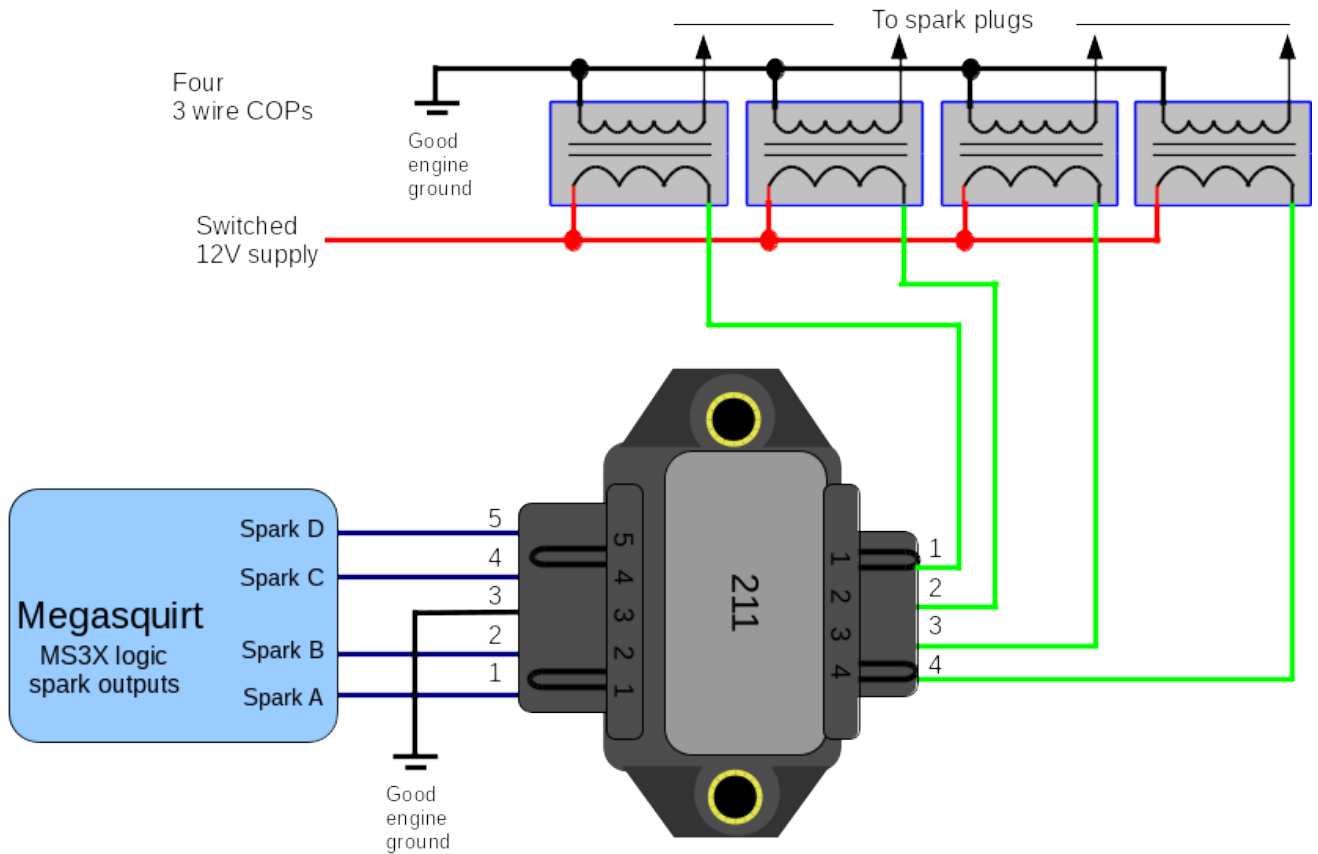 To spark plugs
Four
3 wire COPs
Good
engine
ground
Switched
12V supply
Spark D
Spark C
Megasquirt
MS3X logic
spark outputs
Spark B
Spark A
5
4
3
2
1
5
4
3
2
1
211
1
2
3
4
1
2
3
4
Good
engine
ground